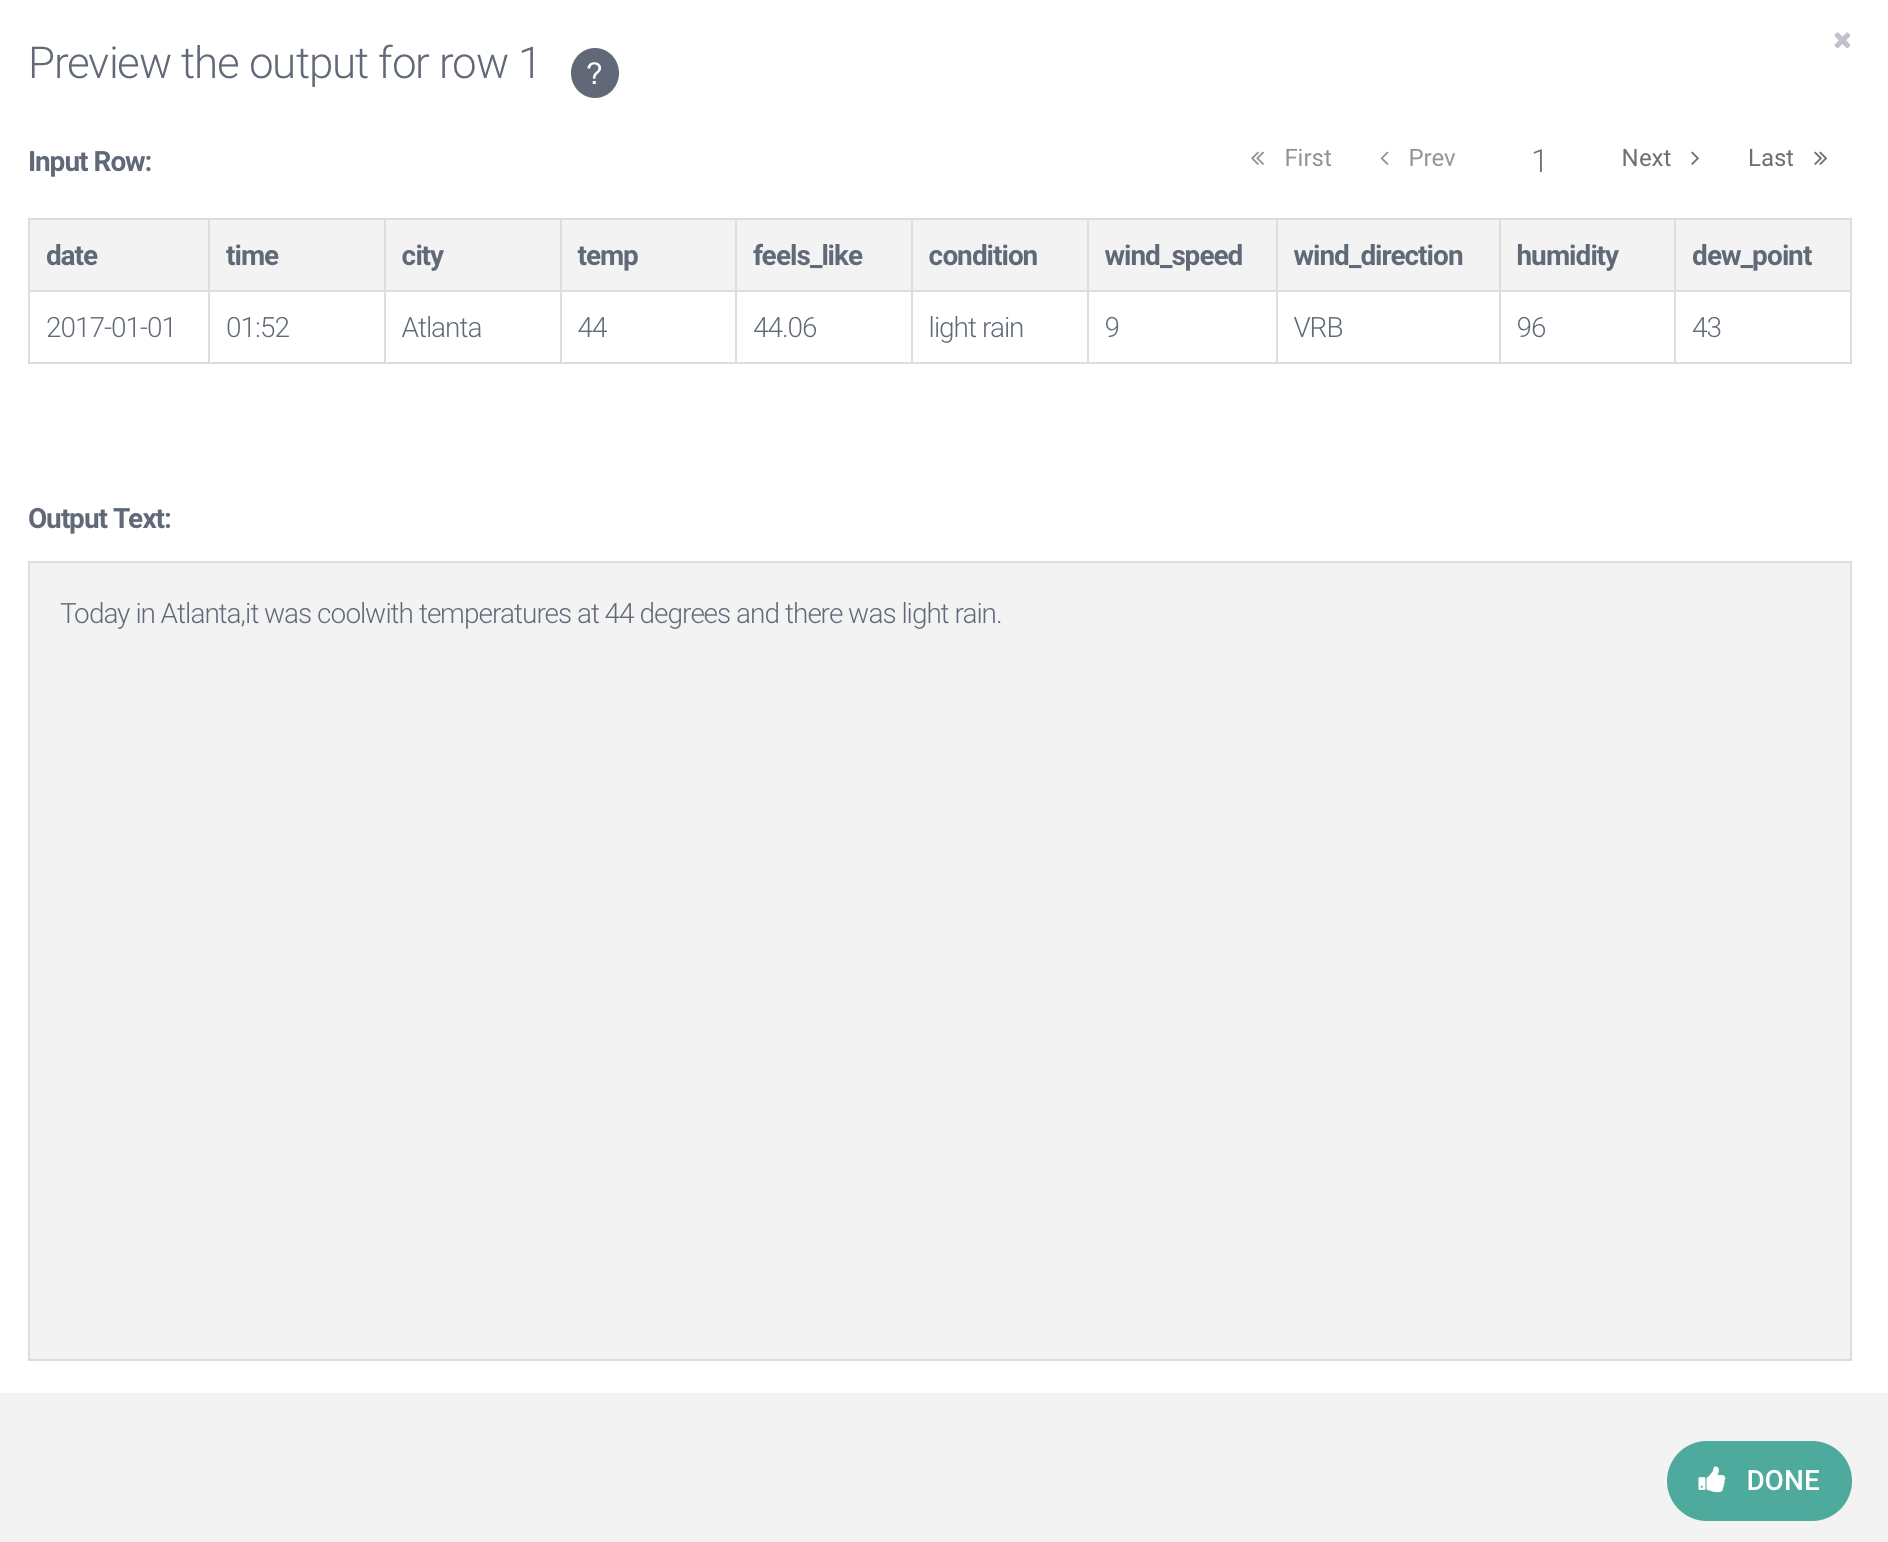 Preview the output for row 1 ?
Input Row:
« First ‹ Prev 1 Next › Last »
date time city temp feels_like condition wind_speed wind_direction humidity dew_point
2017-01-01 01:52 Atlanta 44 44.06 light rain 9 VRB 96 43
Output Text:
Today in Atlanta,it was coolwith temperatures at 44 degrees and there was light rain.
DONE